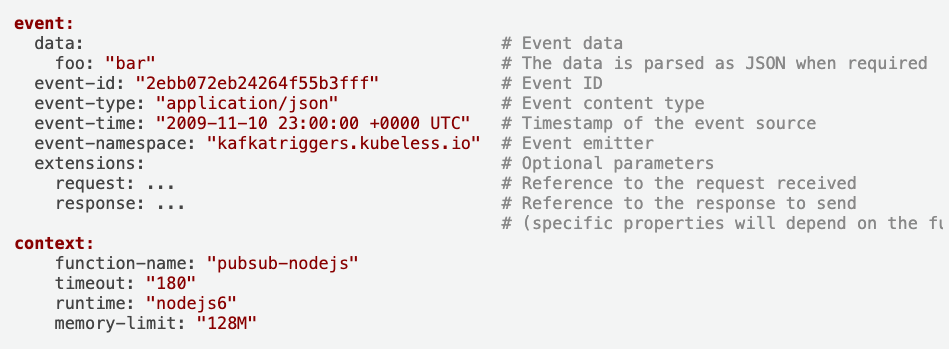 event:
  data:                                         # Event data
    foo: "bar"                                  # The data is parsed as JSON when required
  event-id: "2ebb072eb24264f55b3fff"            # Event ID
  event-type: "application/json"                # Event content type
  event-time: "2009-11-10 23:00:00 +0000 UTC"   # Timestamp of the event source
  event-namespace: "kafkatriggers.kubeless.io"  # Event emitter
  extensions:                                   # Optional parameters
    request: ...                                # Reference to the request received
    response: ...                               # Reference to the response to send
                                                # (specific properties will depend on the
context:
    function-name: "pubsub-nodejs"
    timeout: "180"
    runtime: "nodejs6"
    memory-limit: "128M"